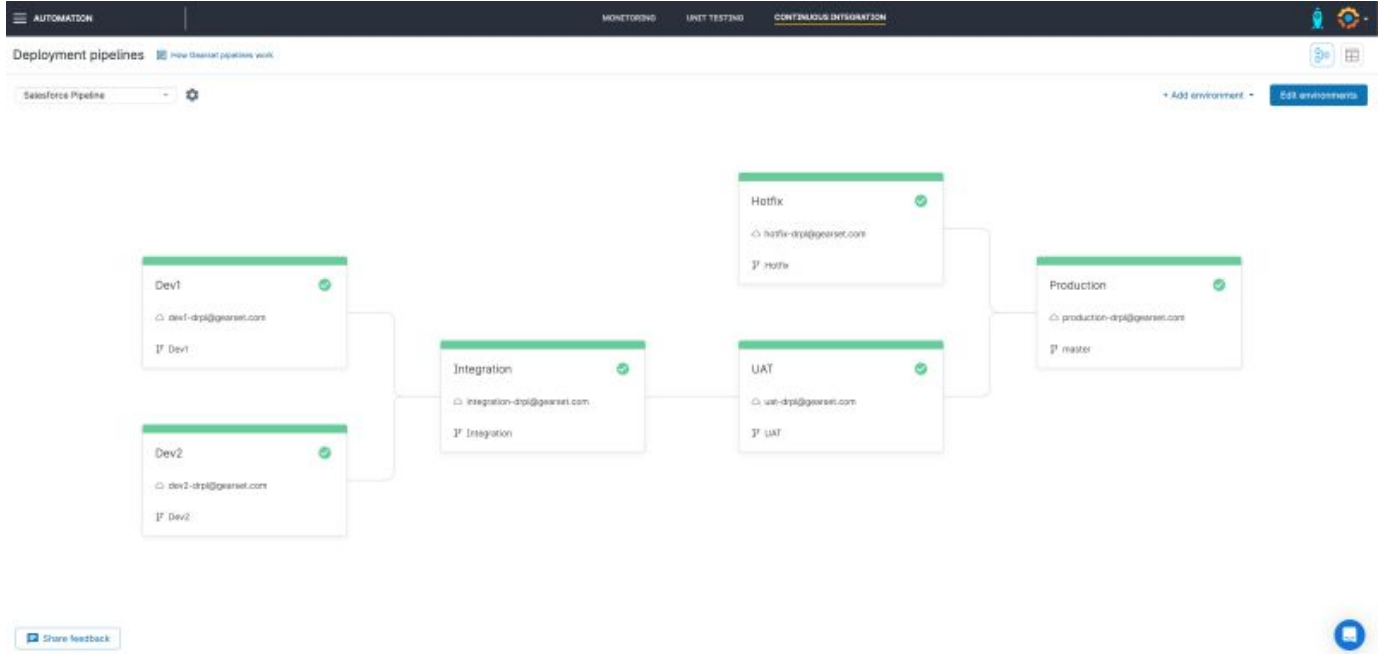 AUTOMATION
MONITORING UNIT TESTING CONTINUOUS INTEGRATION
Deployment pipelines How Gearset pipelines work
Salesforce Pipeline
+ Add environment Edit environments
Hotfix
hotfix-drpl@gearset.com
Hotfix
Dev1
dev1-drpl@gearset.com
Dev1
Production
production-drpl@gearset.com
master
Integration
integration-drpl@gearset.com
Integration
UAT
uat-drpl@gearset.com
UAT
Dev2
dev2-drpl@gearset.com
Dev2
Share feedback